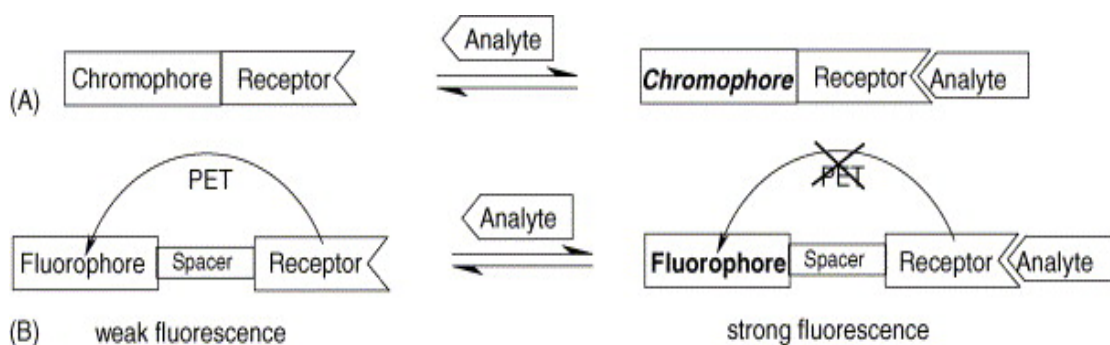 Analyte
Chromophore Receptor Chromophore Receptor Analyte
(A)
PET PET
Analyte
Fluorophore Spacer Receptor Fluorophore Spacer Receptor Analyte
(B) weak fluorescence strong fluorescence